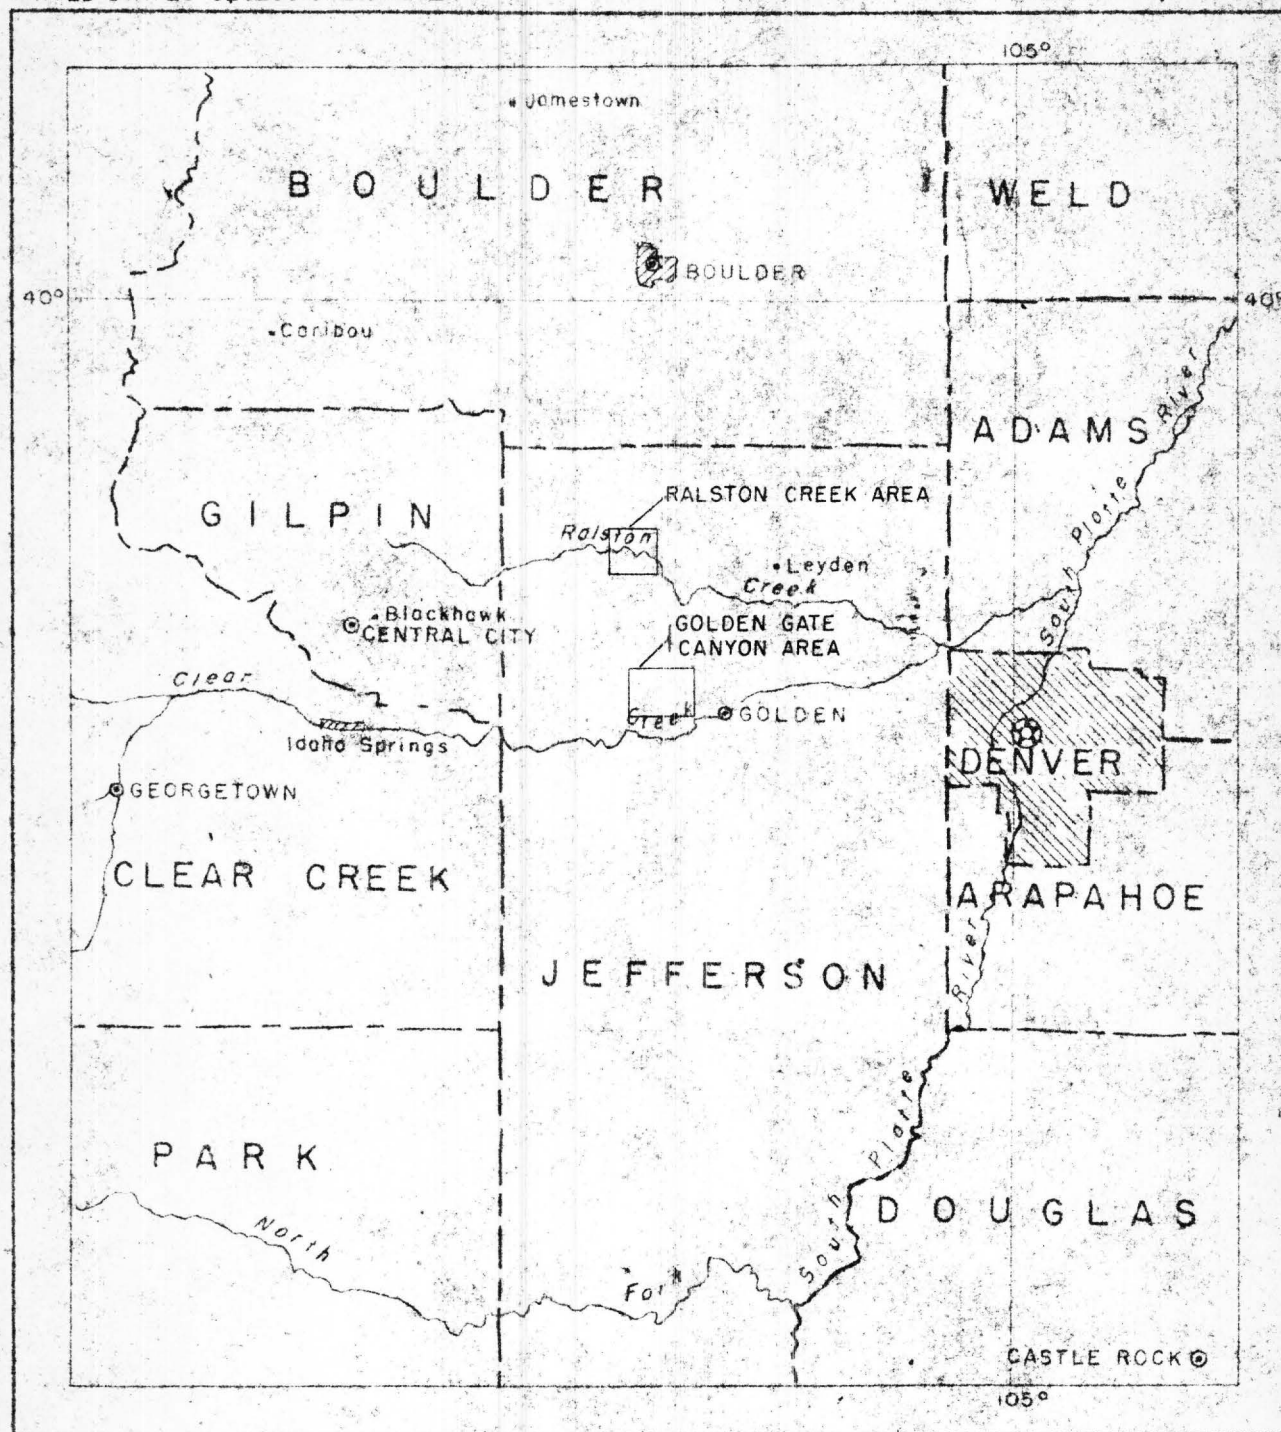 105°
Jamestown
BOULDER
WELD
BOULDER
40°
40°
Caribou
River
ADAMS
RALSTON CREEK AREA
GILPIN
Platte
Ralston
Leyden
Creek
South
Blackhawk
CENTRAL CITY
GOLDEN GATE
CANYON AREA
Clear
Creek
GOLDEN
Idaho Springs
DENVER
GEORGETOWN
CLEAR CREEK
ARAPAHOE
River
JEFFERSON
Platte
PARK
South
DOUGLAS
North
Fork
CASTLE ROCK
105°